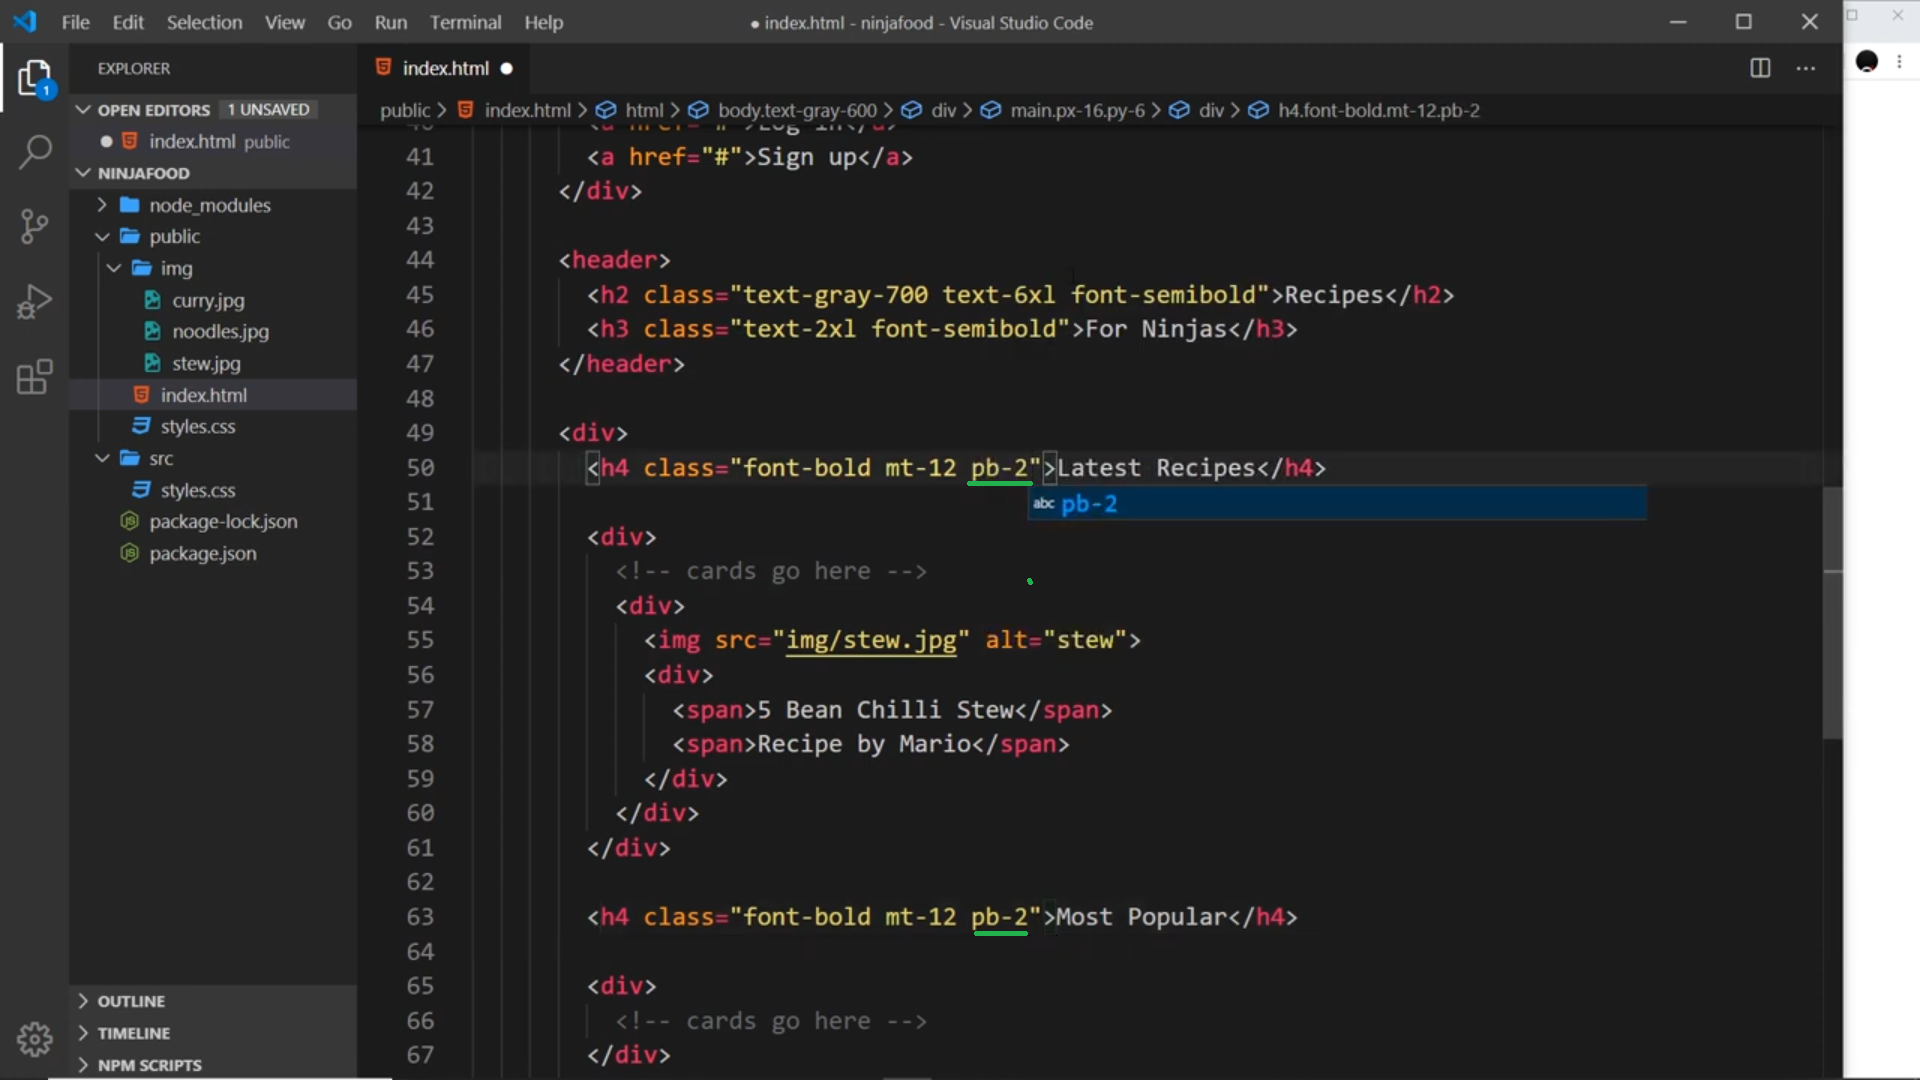 File Edit Selection View Go Run Terminal Help
● index.html - ninjafood - Visual Studio Code
EXPLORER
OPEN EDITORS 1 UNSAVED
index.html public
NINJAFOOD
node_modules
public
img
curry.jpg
noodles.jpg
stew.jpg
index.html
styles.css
src
styles.css
package-lock.json
package.json
OUTLINE
TIMELINE
NPM SCRIPTS
1
index.html ●
public > index.html > html > body.text-gray-600 > div > main.px-16.py-6 > div > h4.font-bold.mt-12.pb-2
40 <a href="#">Log in</a>
41 <a href="#">Sign up</a>
42 </div>
43
44 <header>
45 <h2 class="text-gray-700 text-6xl font-semibold">Recipes</h2>
46 <h3 class="text-2xl font-semibold">For Ninjas</h3>
47 </header>
48
49 <div>
50 <h4 class="font-bold mt-12 pb-2">Latest Recipes</h4>
abc pb-2
51
52 <div>
53 <!-- cards go here -->
54 <div>
55 <img src="img/stew.jpg" alt="stew">
56 <div>
57 <span>5 Bean Chilli Stew</span>
58 <span>Recipe by Mario</span>
59 </div>
60 </div>
61 </div>
62
63 <h4 class="font-bold mt-12 pb-2">Most Popular</h4>
64
65 <div>
66 <!-- cards go here -->
67 </div>